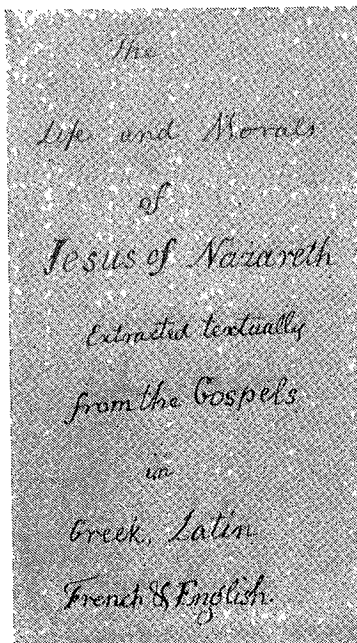 The
Life and Morals
of
Jesus of Nazareth
Extracted textually
from the Gospels
in
Greek, Latin
French & English.